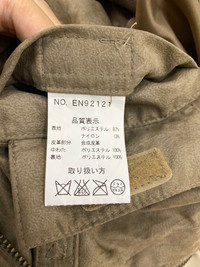 NO. EN92121
品質表示
表地 ポリエステル 87%
ナイロン 13%
皮革部分 合成皮革
中わた ポリエステル 100%
裏地 ポリエステル 100%
取り扱い方